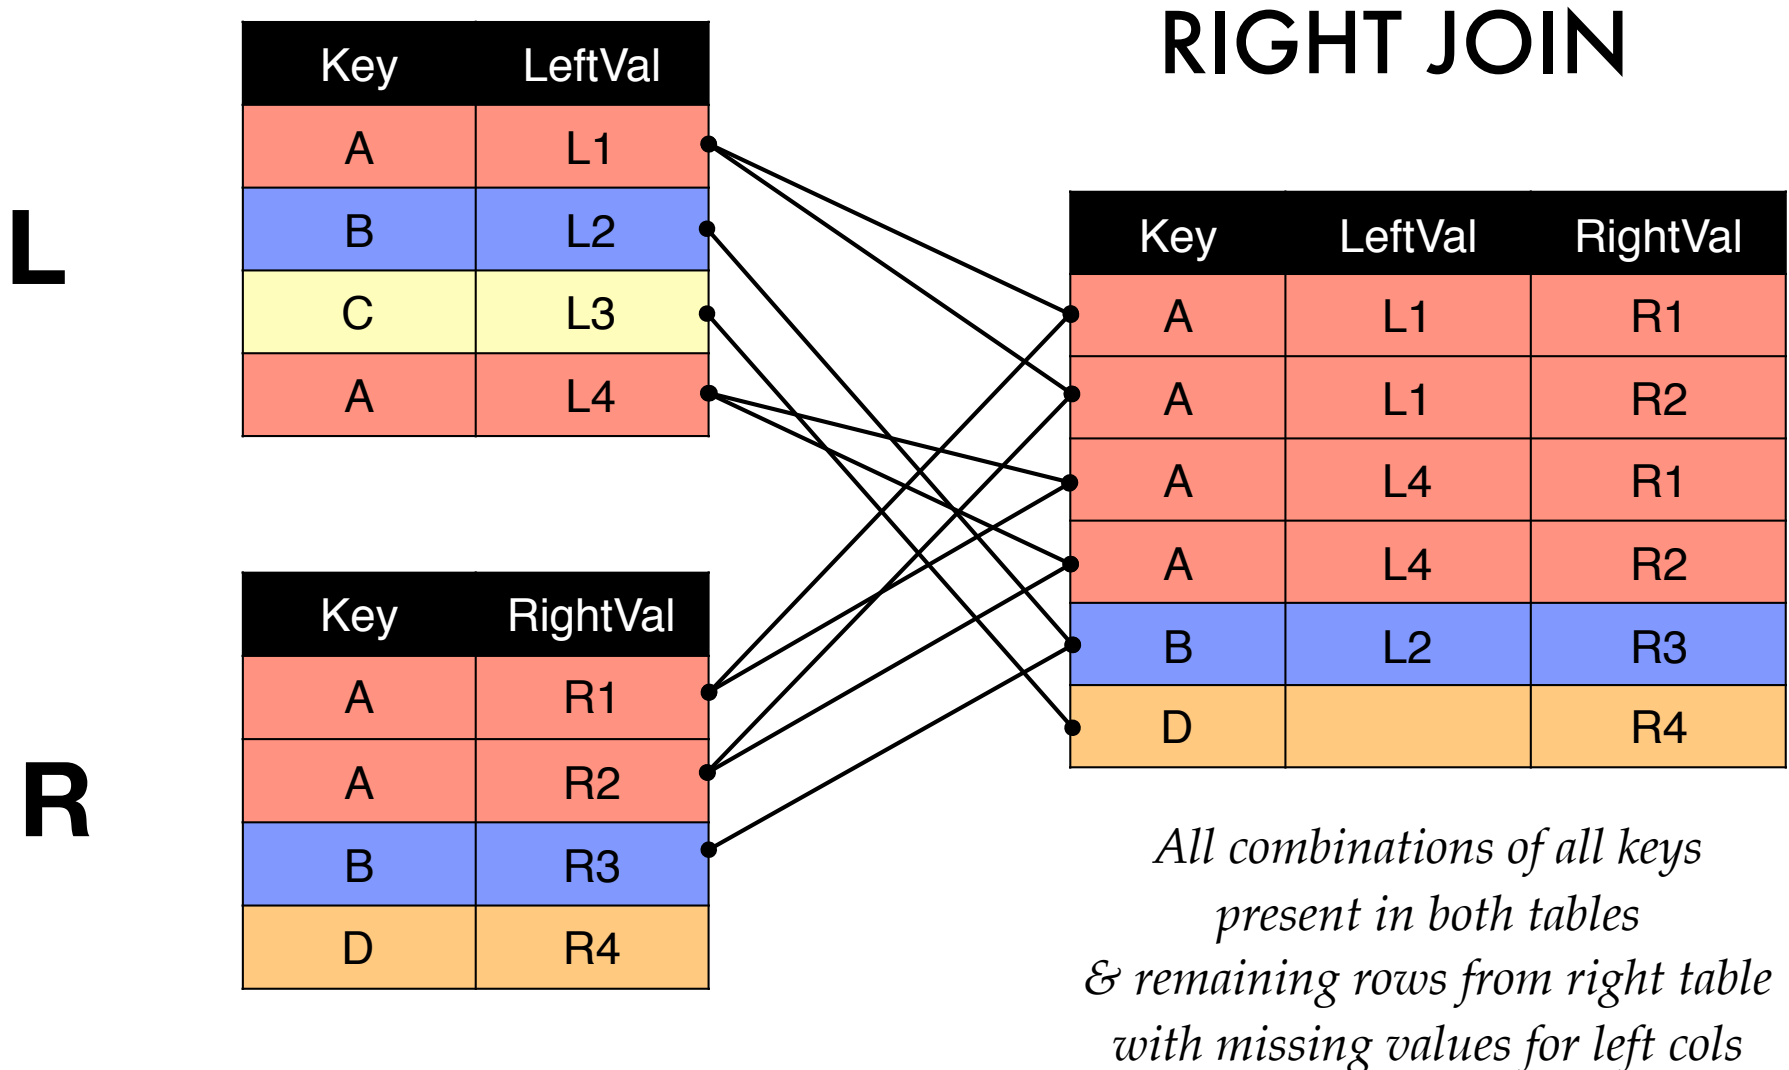 RIGHT JOIN
L
Key LeftVal
A L1
B L2
C L3
A L4
R
Key RightVal
A R1
A R2
B R3
D R4
Key LeftVal RightVal
A L1 R1
A L1 R2
A L4 R1
A L4 R2
B L2 R3
D R4
All combinations of all keys
present in both tables
& remaining rows from right table
with missing values for left cols